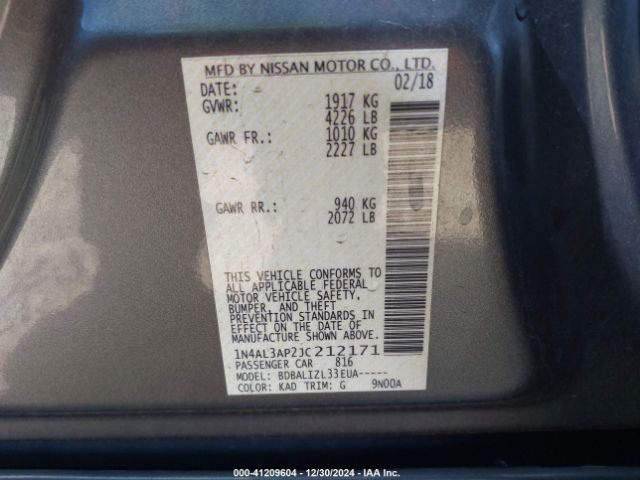 MFD BY NISSAN MOTOR CO., LTD.
DATE: 02/18
GVWR: 1917 KG
4226 LB
GAWR FR.: 1010 KG
2227 LB
GAWR RR.: 940 KG
2072 LB
THIS VEHICLE CONFORMS TO
ALL APPLICABLE FEDERAL
MOTOR VEHICLE SAFETY,
BUMPER, AND THEFT
PREVENTION STANDARDS IN
EFFECT ON THE DATE OF
MANUFACTURE SHOWN ABOVE.
1N4AL3AP2JC212171
PASSENGER CAR 816
MODEL: BDBALIZL33EUA-----
COLOR: KAD TRIM: G 9N00A
000-41209604 - 12/30/2024 - IAA Inc.